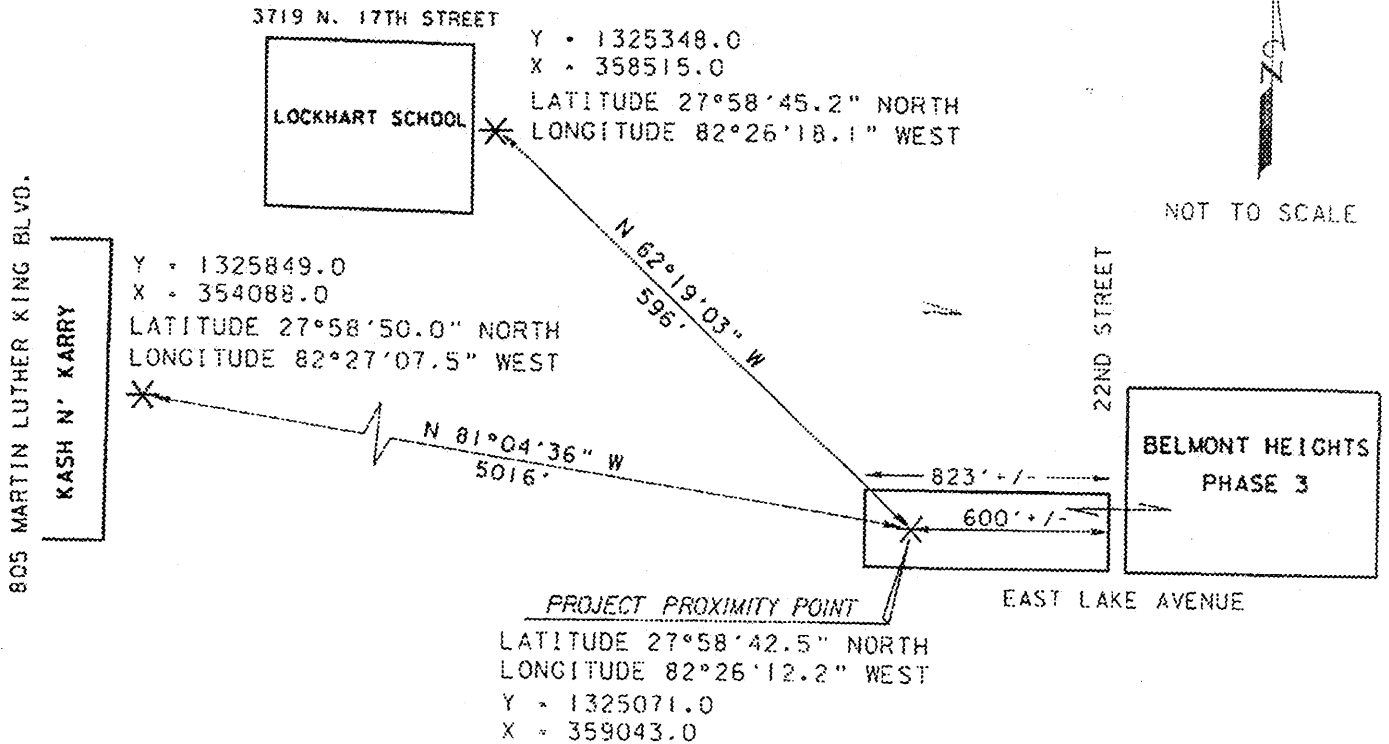 3719 N. 17TH STREET
LOCKHART SCHOOL
Y = 1325348.0
X = 358515.0
LATITUDE 27°58'45.2" NORTH
LONGITUDE 82°26'18.1" WEST
N
NOT TO SCALE
805 MARTIN LUTHER KING BLVD.
KASH N' KARRY
Y = 1325849.0
X = 354088.0
LATITUDE 27°58'50.0" NORTH
LONGITUDE 82°27'07.5" WEST
N 62°19'03" W
596'
N 81°04'36" W
5016'
22ND STREET
BELMONT HEIGHTS
PHASE 3
823'+/-
600'+/-
EAST LAKE AVENUE
PROJECT PROXIMITY POINT
LATITUDE 27°58'42.5" NORTH
LONGITUDE 82°26'12.2" WEST
Y = 1325071.0
X = 359043.0